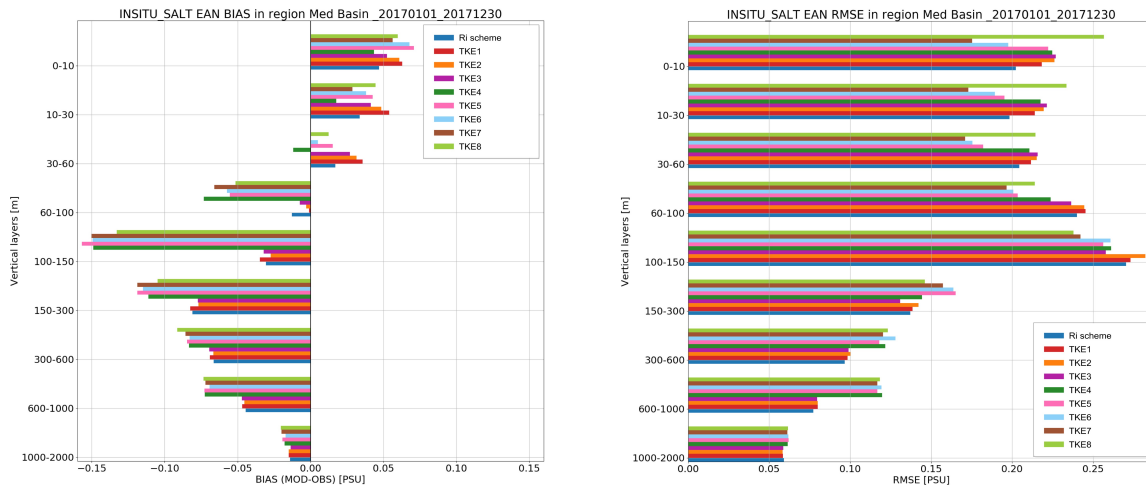 INSITU_SALT EAN BIAS in region Med Basin _20170101_20171230
Vertical layers [m]
0-10
10-30
30-60
60-100
100-150
150-300
300-600
600-1000
1000-2000
Ri scheme
TKE1
TKE2
TKE3
TKE4
TKE5
TKE6
TKE7
TKE8
−0.15 −0.10 −0.05 0.00 0.05 0.10 0.15
BIAS (MOD-OBS) [PSU]
INSITU_SALT EAN RMSE in region Med Basin _20170101_20171230
Vertical layers [m]
0-10
10-30
30-60
60-100
100-150
150-300
300-600
600-1000
1000-2000
Ri scheme
TKE1
TKE2
TKE3
TKE4
TKE5
TKE6
TKE7
TKE8
0.00 0.05 0.10 0.15 0.20 0.25
RMSE [PSU]